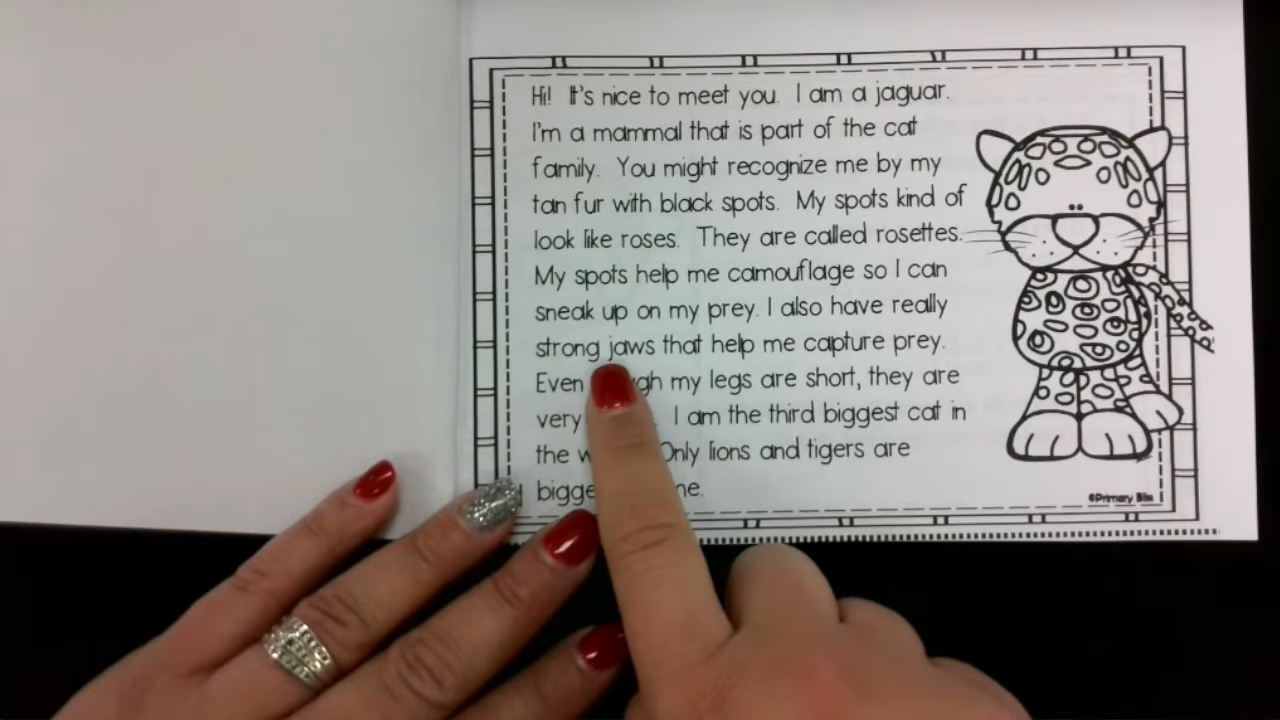 Hi! It's nice to meet you. I am a jaguar.
I'm a mammal that is part of the cat
family. You might recognize me by my
tan fur with black spots. My spots kind of
look like roses. They are called rosettes.
My spots help me camouflage so I can
sneak up on my prey. I also have really
strong jaws that help me capture prey.
Even my legs are short, they are
very I am the third biggest cat in
the Only lions and tigers are
©Primary Bliss